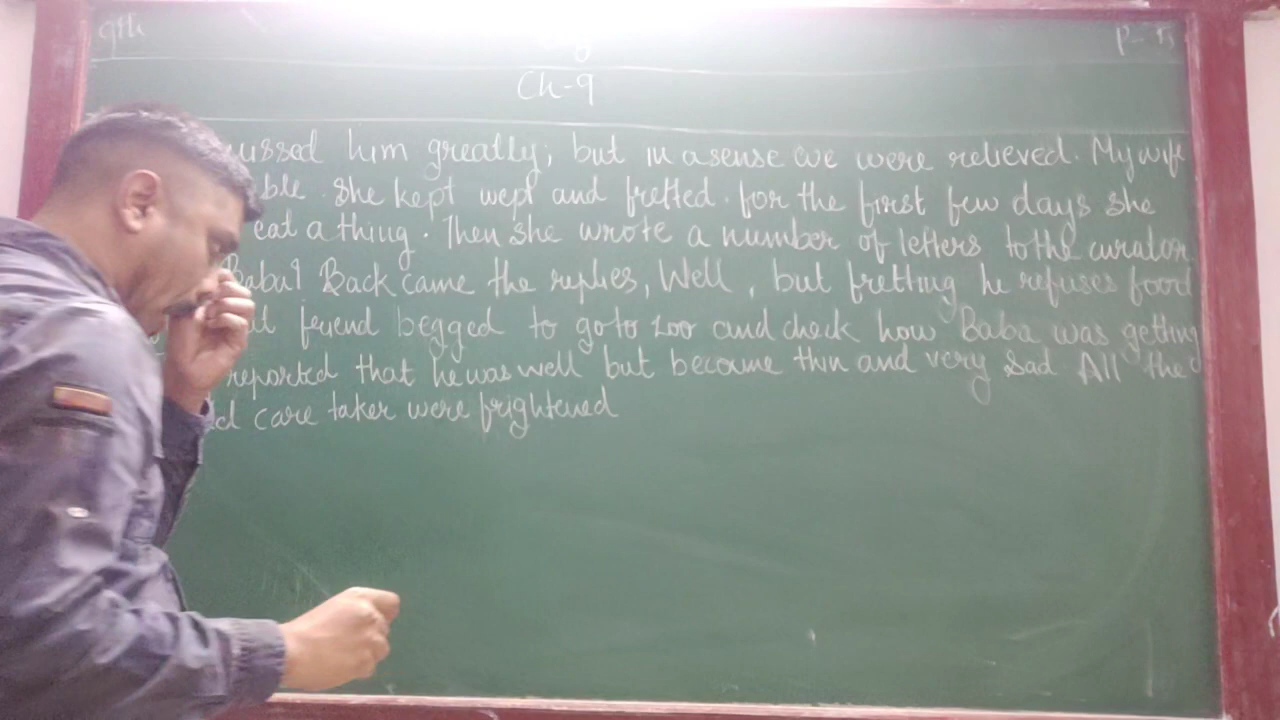 9th
Ch-9
missed him greatly; but in a sense we were relieved. My wife
She kept wept and fretted. for the first few days she
eat a thing. Then she wrote a number of letters to the curator.
Baba? Back came the replies, Well, but fretting he refuses food
friend begged to go to zoo and check how Baba was getting
reported that he was well but became thin and very sad All the
care taker were frightened